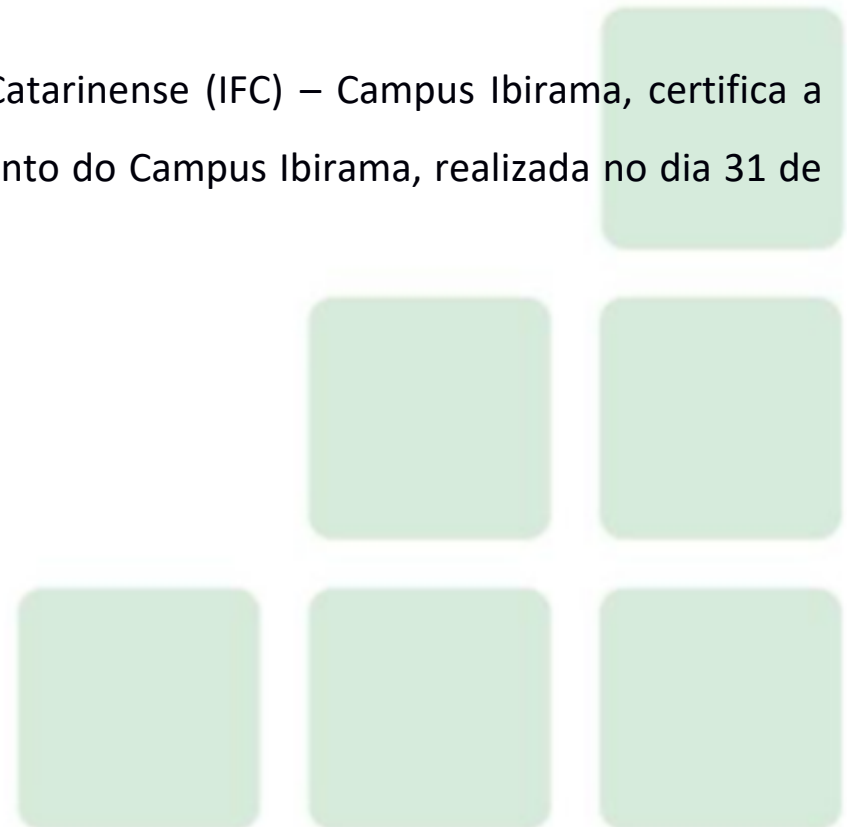 Catarinense (IFC) – Campus Ibirama, certifica a
nto do Campus Ibirama, realizada no dia 31 de